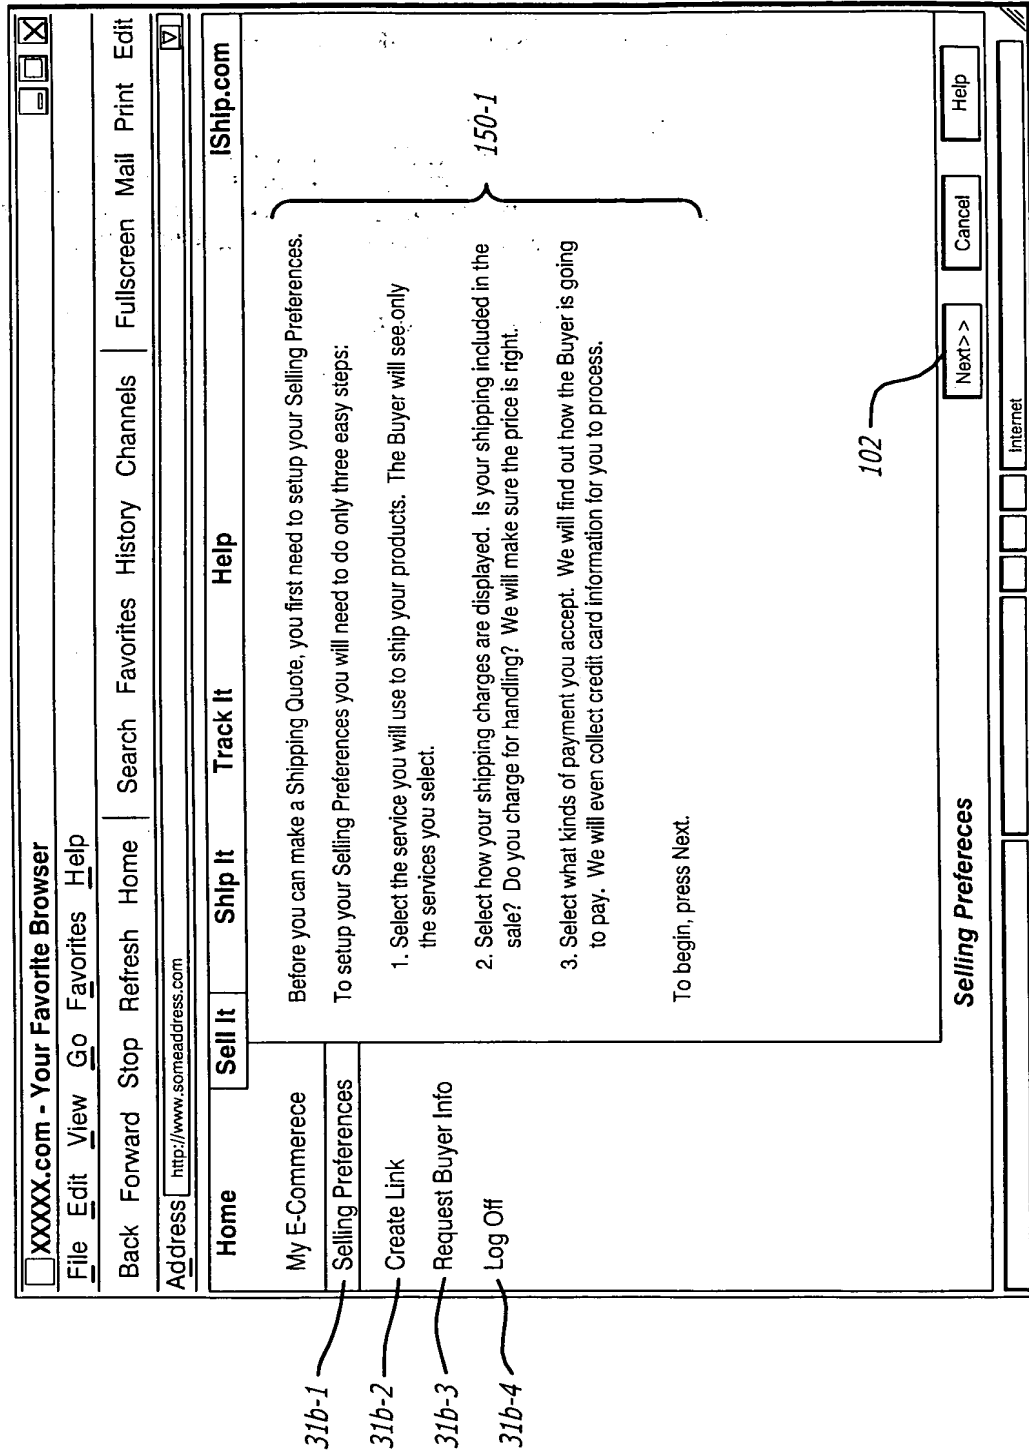 XXXXX.com - Your Favorite Browser
File Edit View Go Favorites Help
Back Forward Stop Refresh Home Search Favorites History Channels Fullscreen Mail Print Edit
Address http://www.someaddress.com
Home Sell It Ship It Track It Help IShip.com
My E-Commerece
Selling Preferences
Create Link
Request Buyer Info
Log Off
31b-1
31b-2
31b-3
31b-4
Before you can make a Shipping Quote, you first need to setup your Selling Preferences.
To setup your Selling Preferences you will need to do only three easy steps:
1. Select the service you will use to ship your products. The Buyer will see only
the services you select.
2. Select how your shipping charges are displayed. Is your shipping included in the
sale? Do you charge for handling? We will make sure the price is right.
3. Select what kinds of payment you accept. We will find out how the Buyer is going
to pay. We will even collect credit card information for you to process.
To begin, press Next.
150-1
102
Selling Prefereces
Next>> Cancel Help
Internet